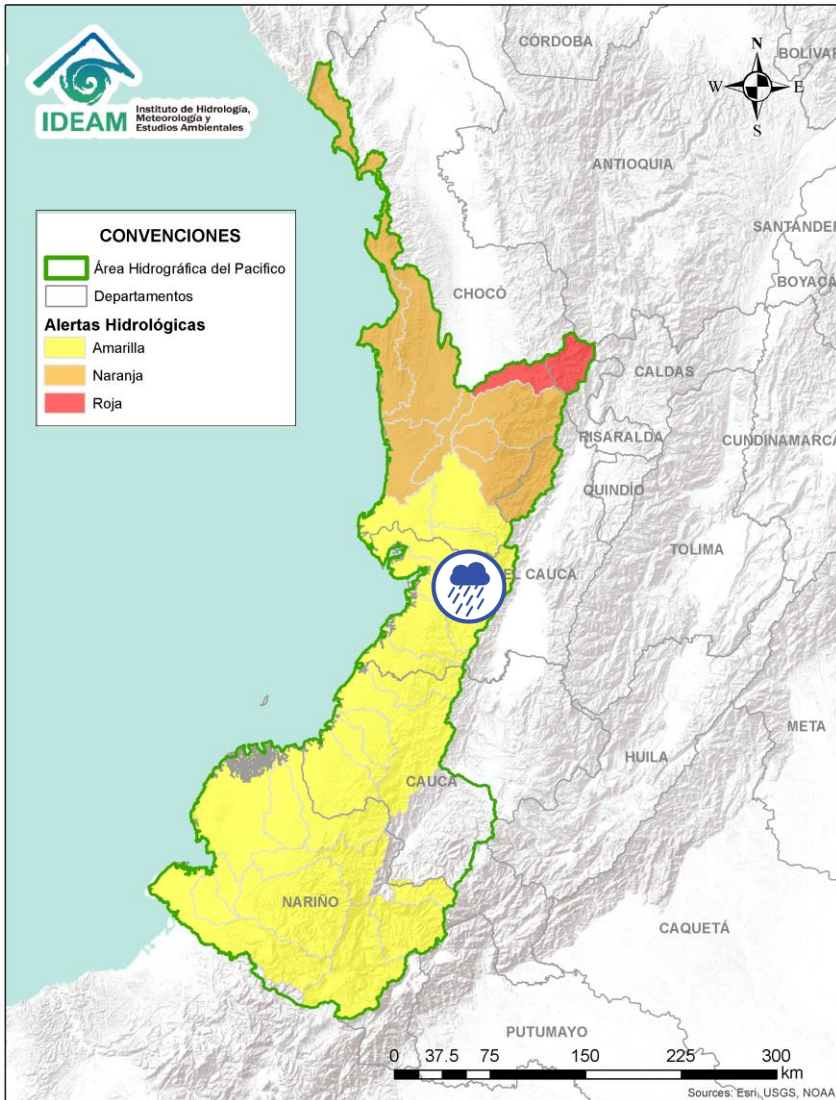 IDEAM
Instituto de Hidrología,
Meteorología y
Estudios Ambientales
CÓRDOBA
BOLÍVAR
N
W
E
S
ANTIOQUIA
SANTANDER
BOYACÁ
CONVENCIONES
Área Hidrográfica del Pacifico
Departamentos
Alertas Hidrológicas
Amarilla
Naranja
Roja
CHOCÓ
CALDAS
RISARALDA
CUNDINAMARCA
QUINDÍO
TOLIMA
EL CAUCA
META
HUILA
CAUCA
NARIÑO
CAQUETÁ
PUTUMAYO
0 37.5 75 150 225 300
km
Sources: Esri, USGS, NOAA